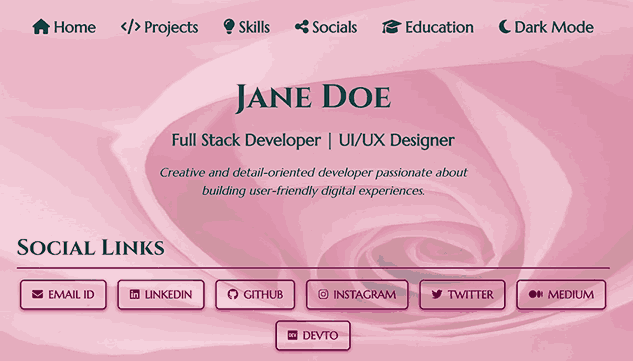 Home Projects Skills Socials Education Dark Mode
Jane Doe
Full Stack Developer | UI/UX Designer
Creative and detail-oriented developer passionate about
building user-friendly digital experiences.
Social Links
EMAIL ID LINKEDIN GITHUB INSTAGRAM TWITTER MEDIUM
DEVTO